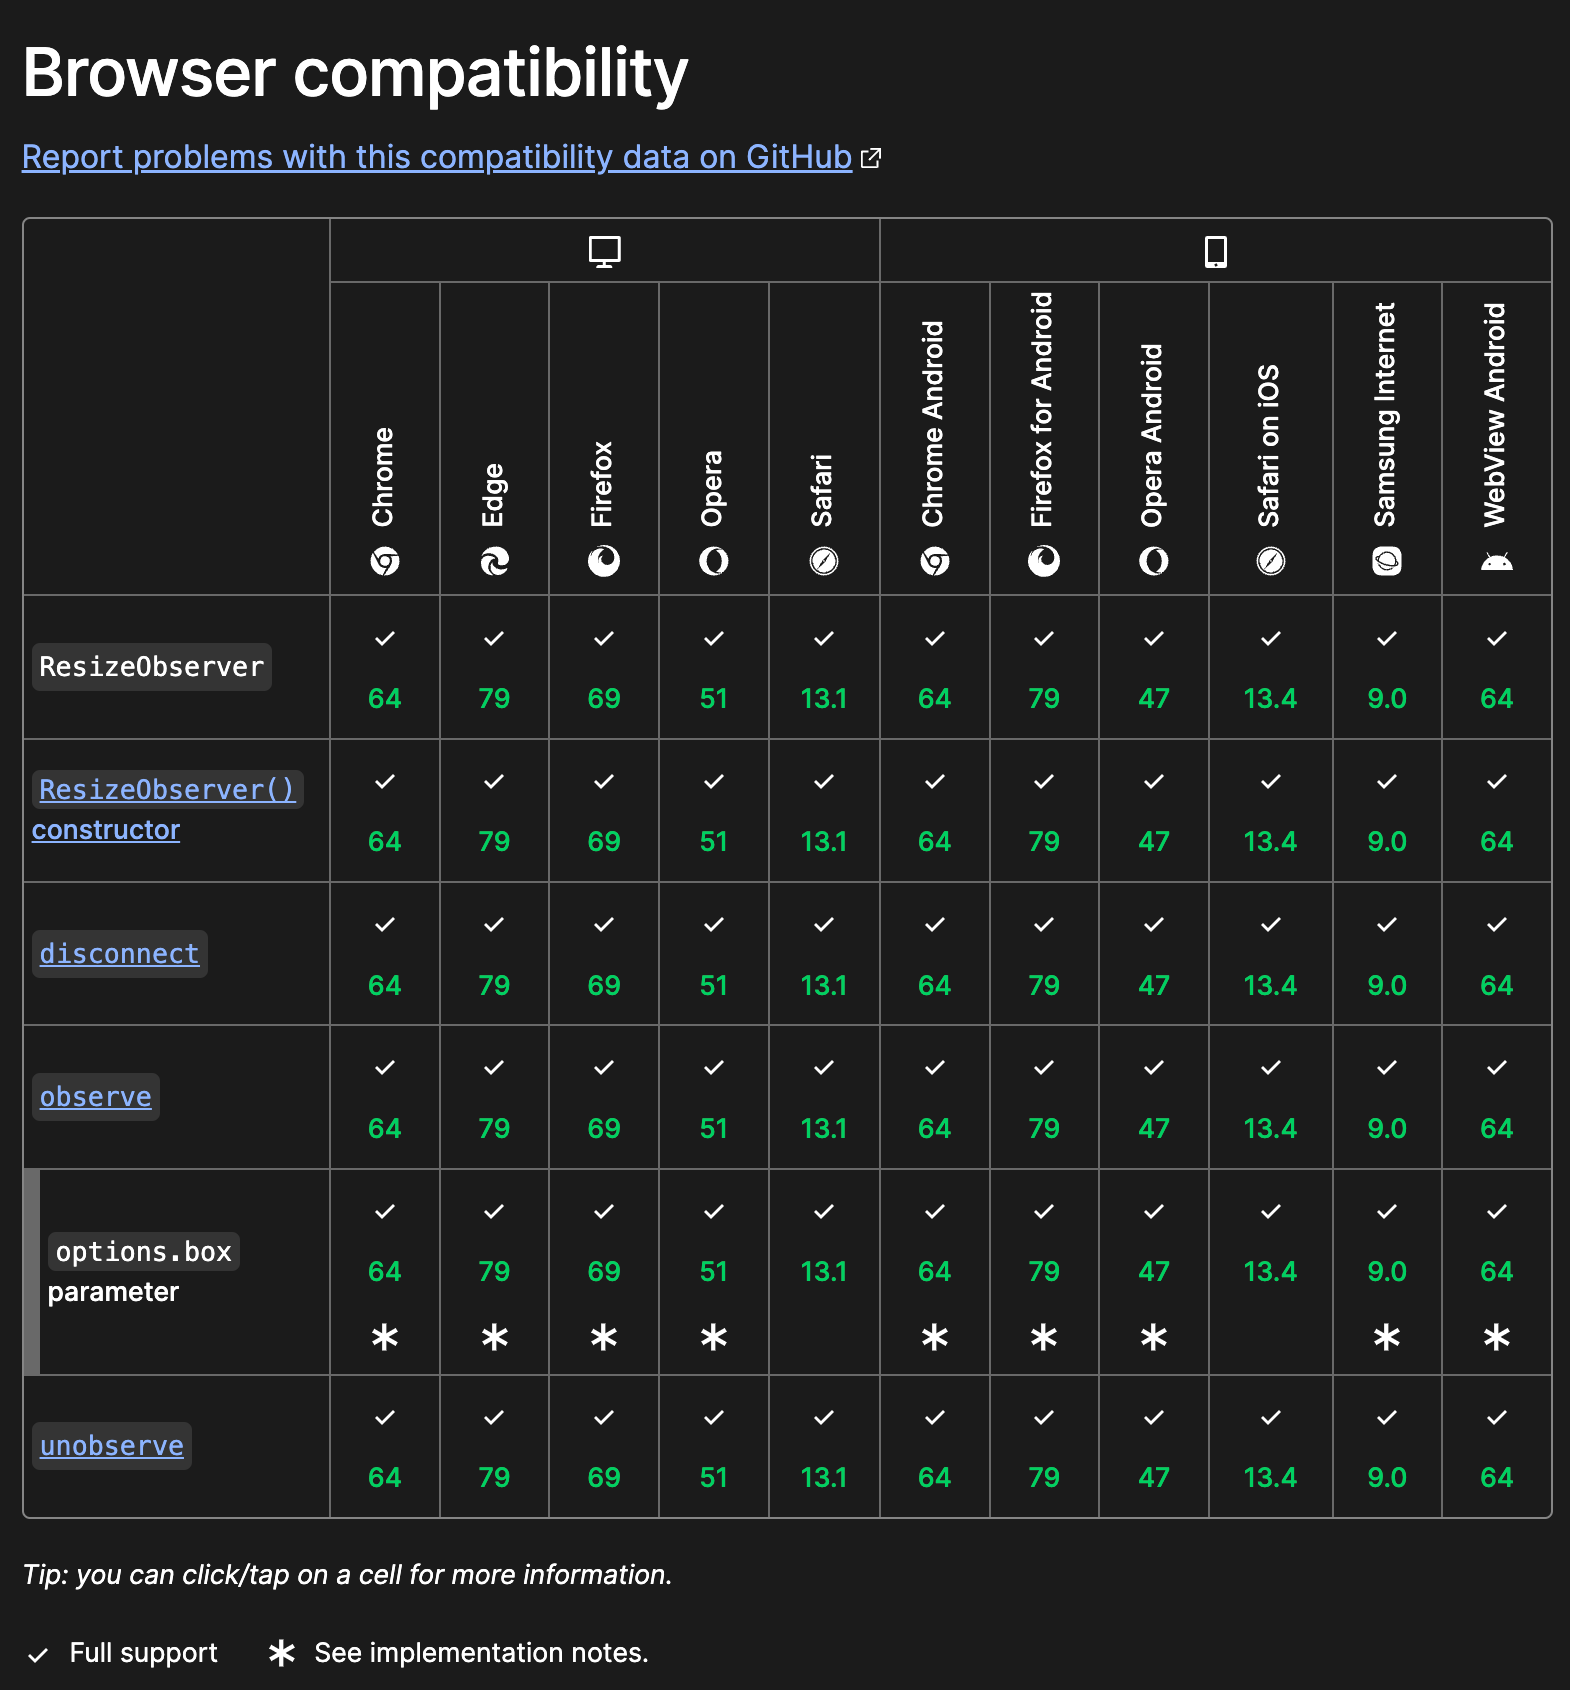 Browser compatibility
Report problems with this compatibility data on GitHub
Chrome
Edge
Firefox
Opera
Safari
Chrome Android
Firefox for Android
Opera Android
Safari on iOS
Samsung Internet
WebView Android
ResizeObserver
64 79 69 51 13.1 64 79 47 13.4 9.0 64
ResizeObserver()
constructor
64 79 69 51 13.1 64 79 47 13.4 9.0 64
disconnect
64 79 69 51 13.1 64 79 47 13.4 9.0 64
observe
64 79 69 51 13.1 64 79 47 13.4 9.0 64
options.box
parameter
64 79 69 51 13.1 64 79 47 13.4 9.0 64
* * * * * * * * *
unobserve
64 79 69 51 13.1 64 79 47 13.4 9.0 64
Tip: you can click/tap on a cell for more information.
✓ Full support * See implementation notes.